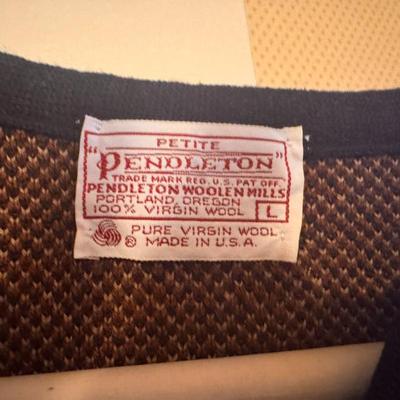 PETITE
"PENDLETON"
TRADE MARK REG. U.S. PAT OFF.
PENDLETON WOOLEN MILLS
PORTLAND, OREGON
100% VIRGIN WOOL L
PURE VIRGIN WOOL
® MADE IN U.S.A.